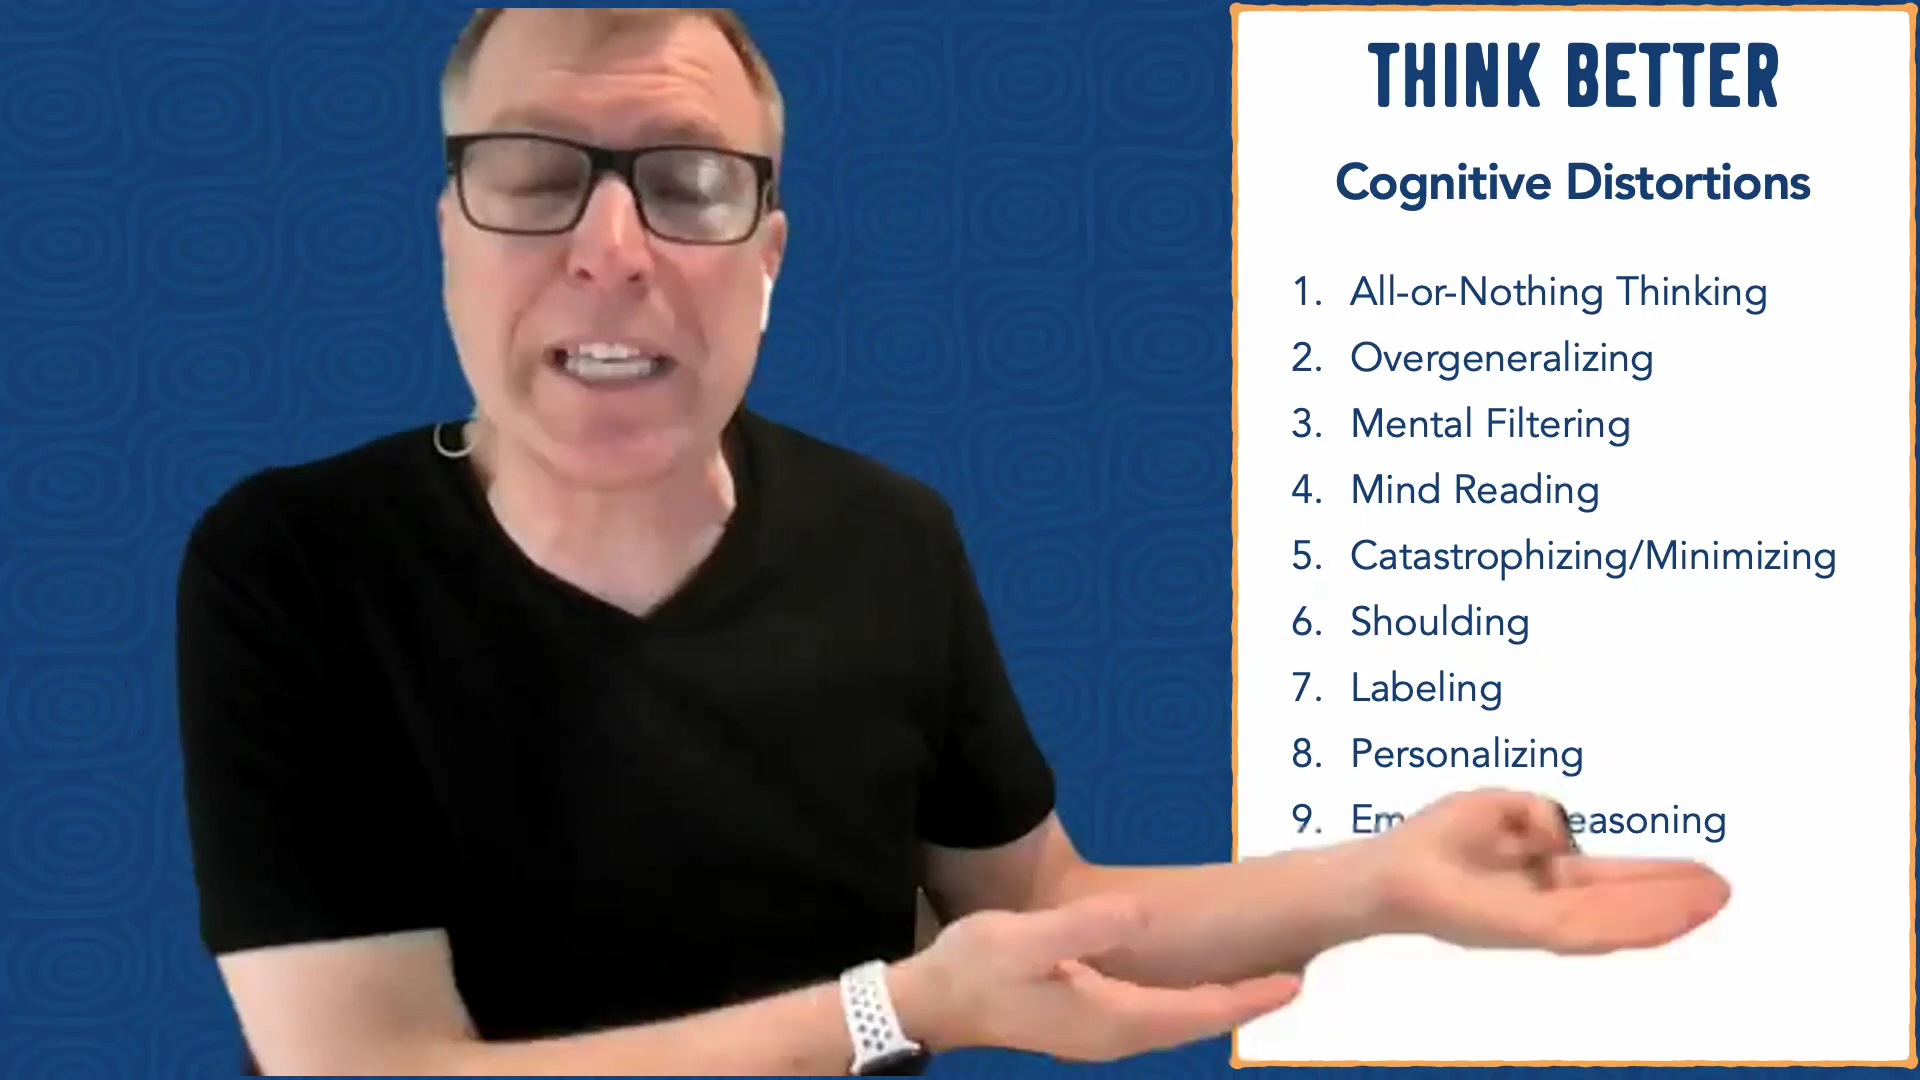 THINK BETTER
Cognitive Distortions
1. All-or-Nothing Thinking
2. Overgeneralizing
3. Mental Filtering
4. Mind Reading
5. Catastrophizing/Minimizing
6. Shoulding
7. Labeling
8. Personalizing
9.